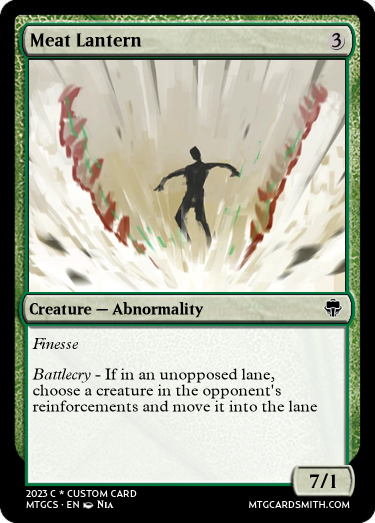 Meat Lantern 3
Creature — Abnormality
Finesse
Battlecry - If in an unopposed lane,
choose a creature in the opponent's
reinforcements and move it into the lane
7/1
2023 C * CUSTOM CARD
MTGCS · EN NIA
MTGCARDSMITH.COM